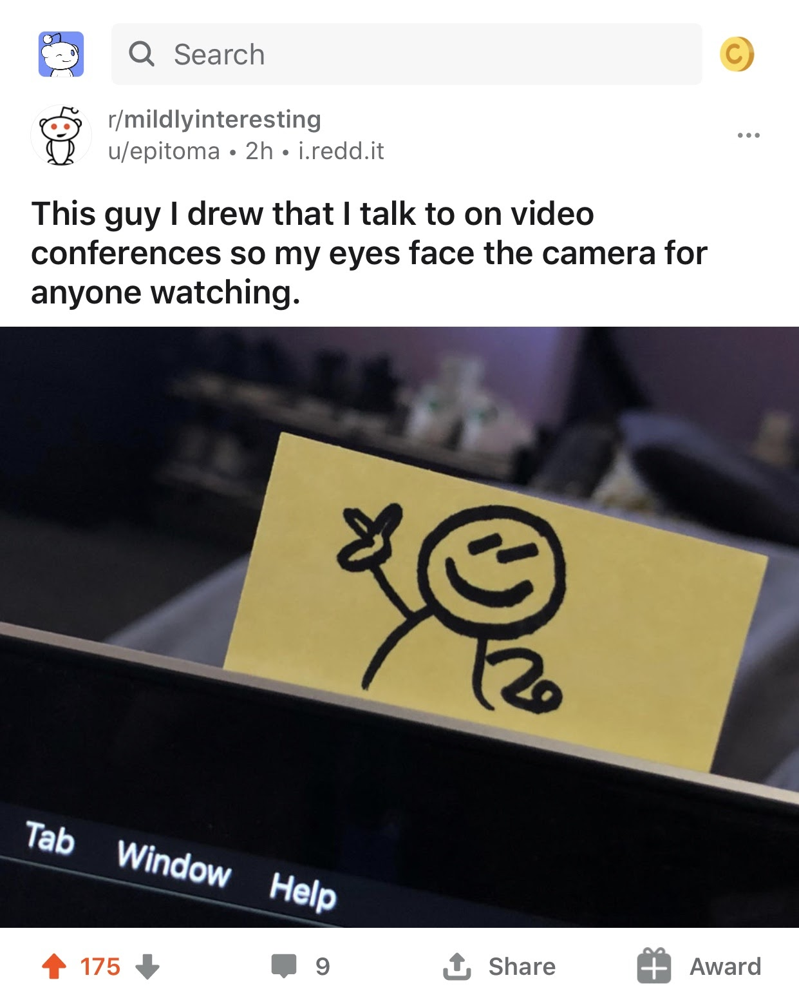 Search
r/mildlyinteresting
u/epitoma • 2h • i.redd.it
This guy I drew that I talk to on video
conferences so my eyes face the camera for
anyone watching.
Tab Window Help
175 9 Share Award